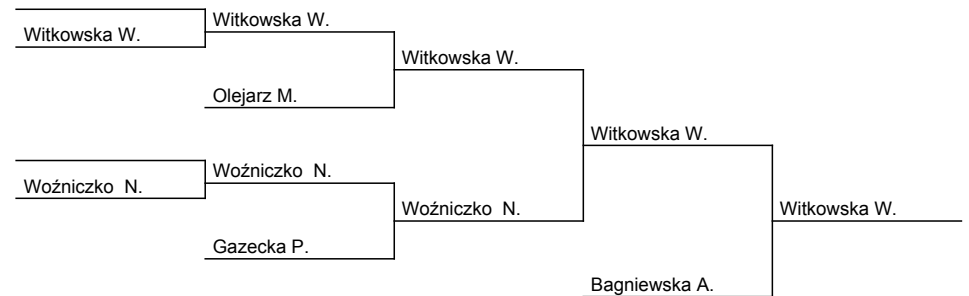 Witkowska W.
Witkowska W.
Witkowska W.
Olejarz M.
Witkowska W.
Woźniczko  N.
Woźniczko  N.
Woźniczko  N.
Witkowska W.
Gazecka P.
Bagniewska A.